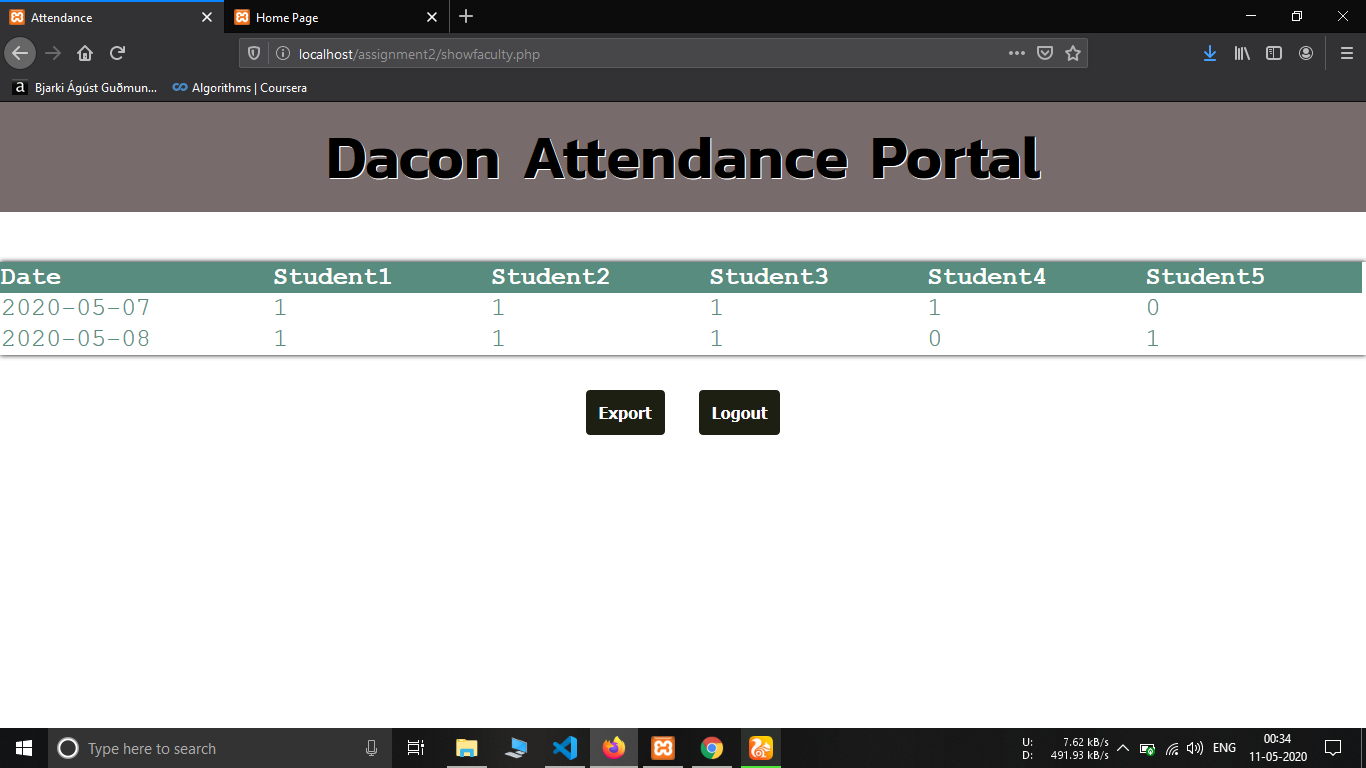 Attendance
Home Page
localhost/assignment2/showfaculty.php
Bjarki Ágúst Guðmun...
Algorithms | Coursera
Dacon Attendance Portal
Date Student1 Student2 Student3 Student4 Student5
2020-05-07 1 1 1 1 0
2020-05-08 1 1 1 0 1
Export Logout
Type here to search
U: 7.62 kB/s
D: 491.93 kB/s
ENG
00:34
11-05-2020